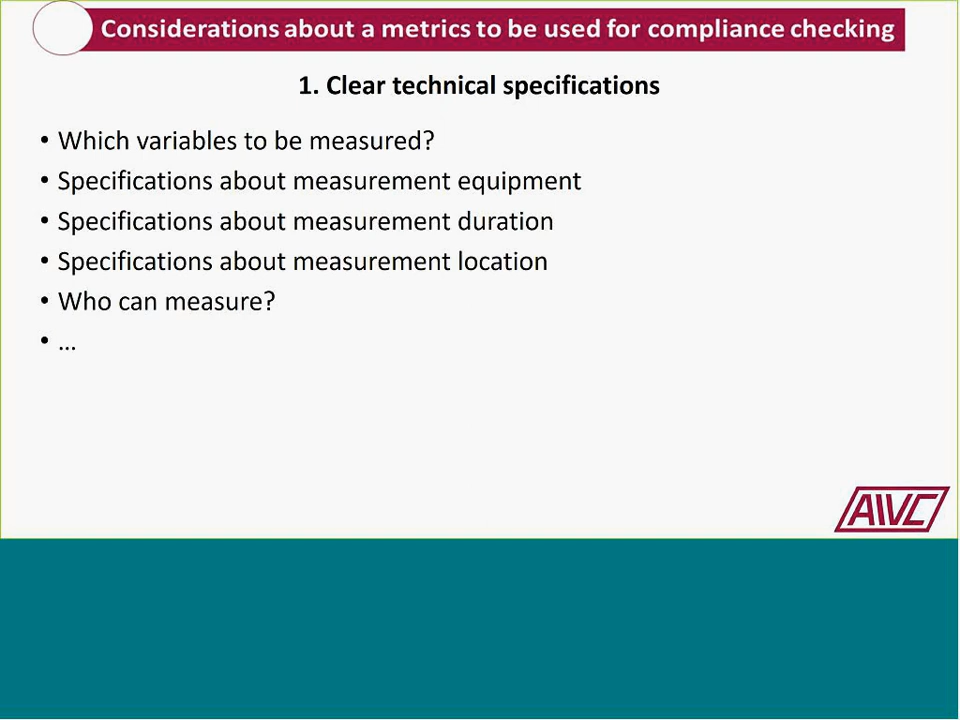 Considerations about a metrics to be used for compliance checking
1. Clear technical specifications
• Which variables to be measured?
• Specifications about measurement equipment
• Specifications about measurement duration
• Specifications about measurement location
• Who can measure?
• ...
AIVC